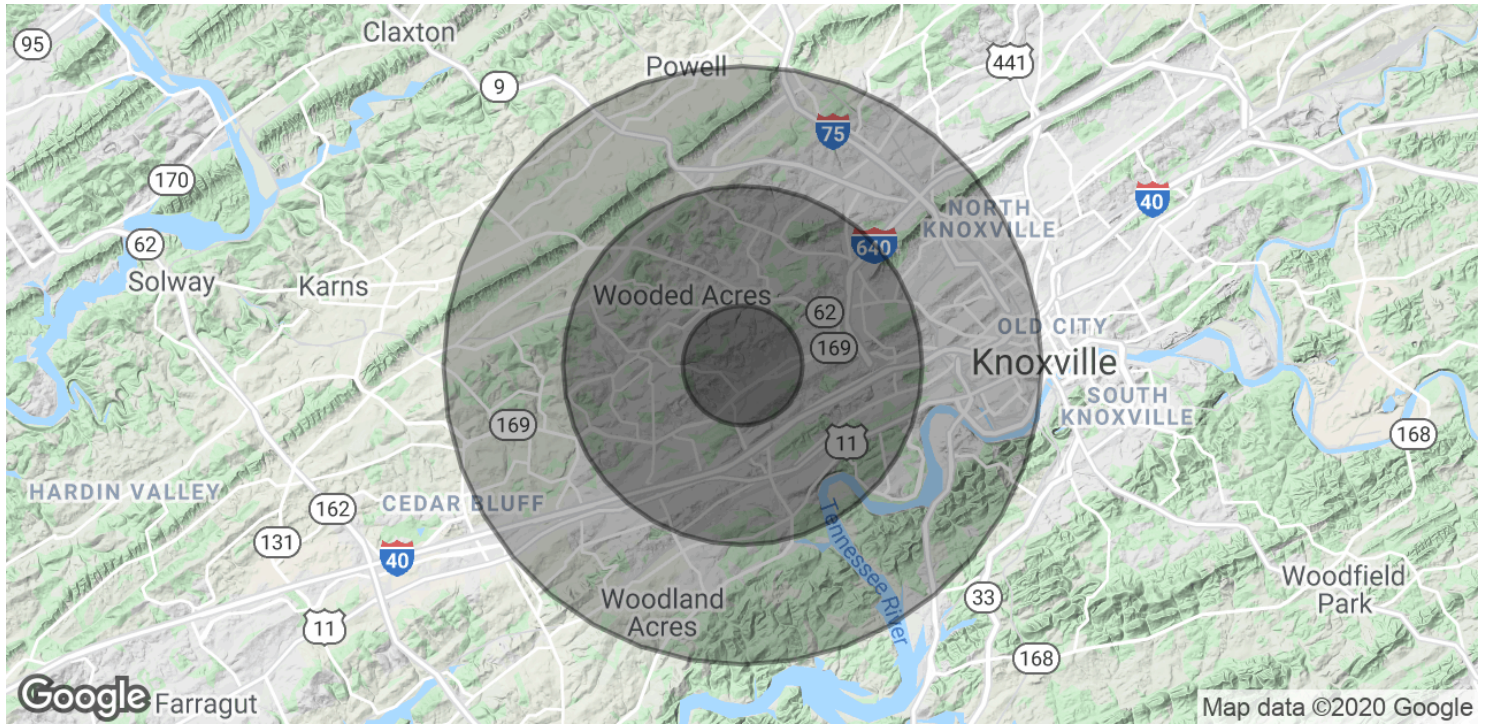 95
Claxton
9
Powell
441
75
170
40
NORTH
KNOXVILLE
62
640
Solway
Karns
Wooded Acres
62
169
OLD CITY
Knoxville
SOUTH
KNOXVILLE
169
11
168
HARDIN VALLEY
CEDAR BLUFF
162
131
40
Tennessee River
Woodland
Acres
33
Woodfield
Park
11
168
Google
Farragut
Map data ©2020 Google